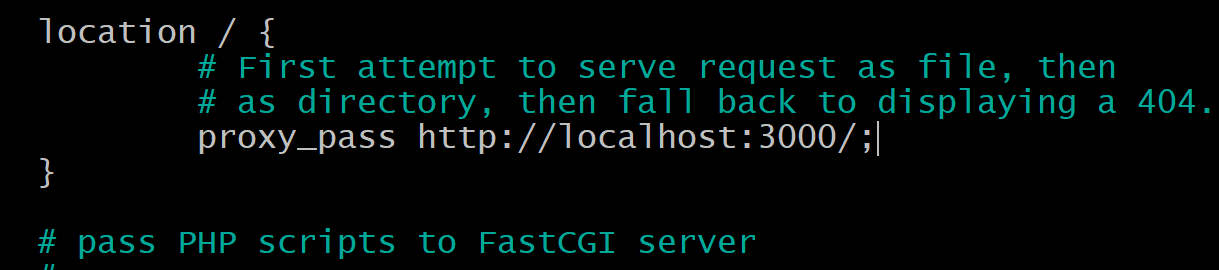 location / {
# First attempt to serve request as file, then
# as directory, then fall back to displaying a 404.
proxy_pass http://localhost:3000/;
}
# pass PHP scripts to FastCGI server
#